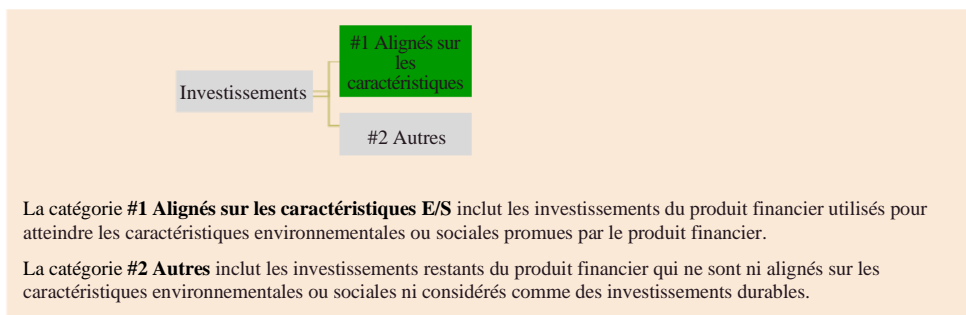 #1 Alignés sur
les
caractéristiques
Investissements
#2 Autres
La catégorie #1 Alignés sur les caractéristiques E/S inclut les investissements du produit financier utilisés pour
atteindre les caractéristiques environnementales ou sociales promues par le produit financier.
La catégorie #2 Autres inclut les investissements restants du produit financier qui ne sont ni alignés sur les
caractéristiques environnementales ou sociales ni considérés comme des investissements durables.